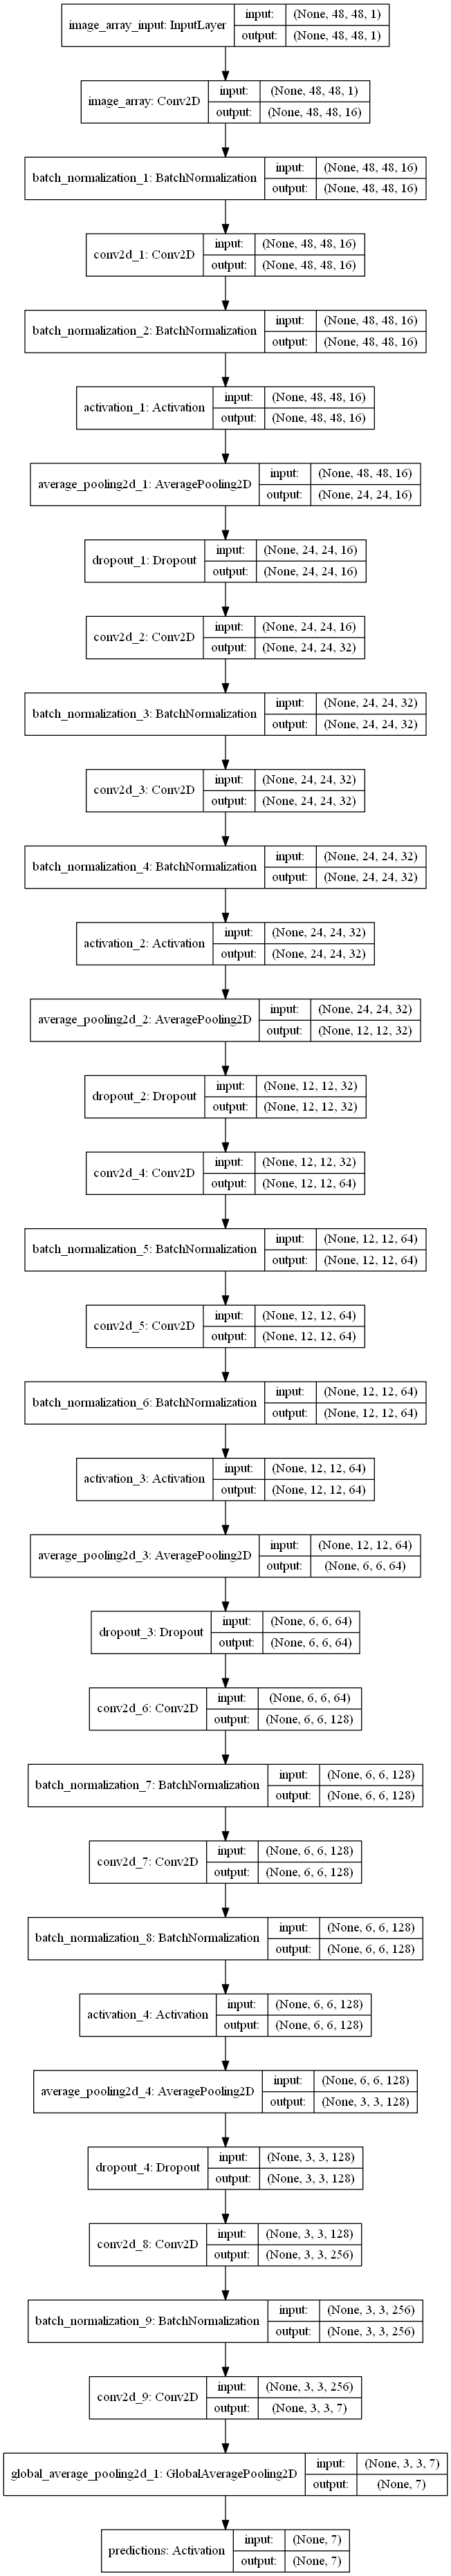 image_array_input: InputLayer
input: (None, 48, 48, 1)
output: (None, 48, 48, 1)
image_array: Conv2D
input: (None, 48, 48, 1)
output: (None, 48, 48, 16)
batch_normalization_1: BatchNormalization
input: (None, 48, 48, 16)
output: (None, 48, 48, 16)
conv2d_1: Conv2D
input: (None, 48, 48, 16)
output: (None, 48, 48, 16)
batch_normalization_2: BatchNormalization
input: (None, 48, 48, 16)
output: (None, 48, 48, 16)
activation_1: Activation
input: (None, 48, 48, 16)
output: (None, 48, 48, 16)
average_pooling2d_1: AveragePooling2D
input: (None, 48, 48, 16)
output: (None, 24, 24, 16)
dropout_1: Dropout
input: (None, 24, 24, 16)
output: (None, 24, 24, 16)
conv2d_2: Conv2D
input: (None, 24, 24, 16)
output: (None, 24, 24, 32)
batch_normalization_3: BatchNormalization
input: (None, 24, 24, 32)
output: (None, 24, 24, 32)
conv2d_3: Conv2D
input: (None, 24, 24, 32)
output: (None, 24, 24, 32)
batch_normalization_4: BatchNormalization
input: (None, 24, 24, 32)
output: (None, 24, 24, 32)
activation_2: Activation
input: (None, 24, 24, 32)
output: (None, 24, 24, 32)
average_pooling2d_2: AveragePooling2D
input: (None, 24, 24, 32)
output: (None, 12, 12, 32)
dropout_2: Dropout
input: (None, 12, 12, 32)
output: (None, 12, 12, 32)
conv2d_4: Conv2D
input: (None, 12, 12, 32)
output: (None, 12, 12, 64)
batch_normalization_5: BatchNormalization
input: (None, 12, 12, 64)
output: (None, 12, 12, 64)
conv2d_5: Conv2D
input: (None, 12, 12, 64)
output: (None, 12, 12, 64)
batch_normalization_6: BatchNormalization
input: (None, 12, 12, 64)
output: (None, 12, 12, 64)
activation_3: Activation
input: (None, 12, 12, 64)
output: (None, 12, 12, 64)
average_pooling2d_3: AveragePooling2D
input: (None, 12, 12, 64)
output: (None, 6, 6, 64)
dropout_3: Dropout
input: (None, 6, 6, 64)
output: (None, 6, 6, 64)
conv2d_6: Conv2D
input: (None, 6, 6, 64)
output: (None, 6, 6, 128)
batch_normalization_7: BatchNormalization
input: (None, 6, 6, 128)
output: (None, 6, 6, 128)
conv2d_7: Conv2D
input: (None, 6, 6, 128)
output: (None, 6, 6, 128)
batch_normalization_8: BatchNormalization
input: (None, 6, 6, 128)
output: (None, 6, 6, 128)
activation_4: Activation
input: (None, 6, 6, 128)
output: (None, 6, 6, 128)
average_pooling2d_4: AveragePooling2D
input: (None, 6, 6, 128)
output: (None, 3, 3, 128)
dropout_4: Dropout
input: (None, 3, 3, 128)
output: (None, 3, 3, 128)
conv2d_8: Conv2D
input: (None, 3, 3, 128)
output: (None, 3, 3, 256)
batch_normalization_9: BatchNormalization
input: (None, 3, 3, 256)
output: (None, 3, 3, 256)
conv2d_9: Conv2D
input: (None, 3, 3, 256)
output: (None, 3, 3, 7)
global_average_pooling2d_1: GlobalAveragePooling2D
input: (None, 3, 3, 7)
output: (None, 7)
predictions: Activation
input: (None, 7)
output: (None, 7)